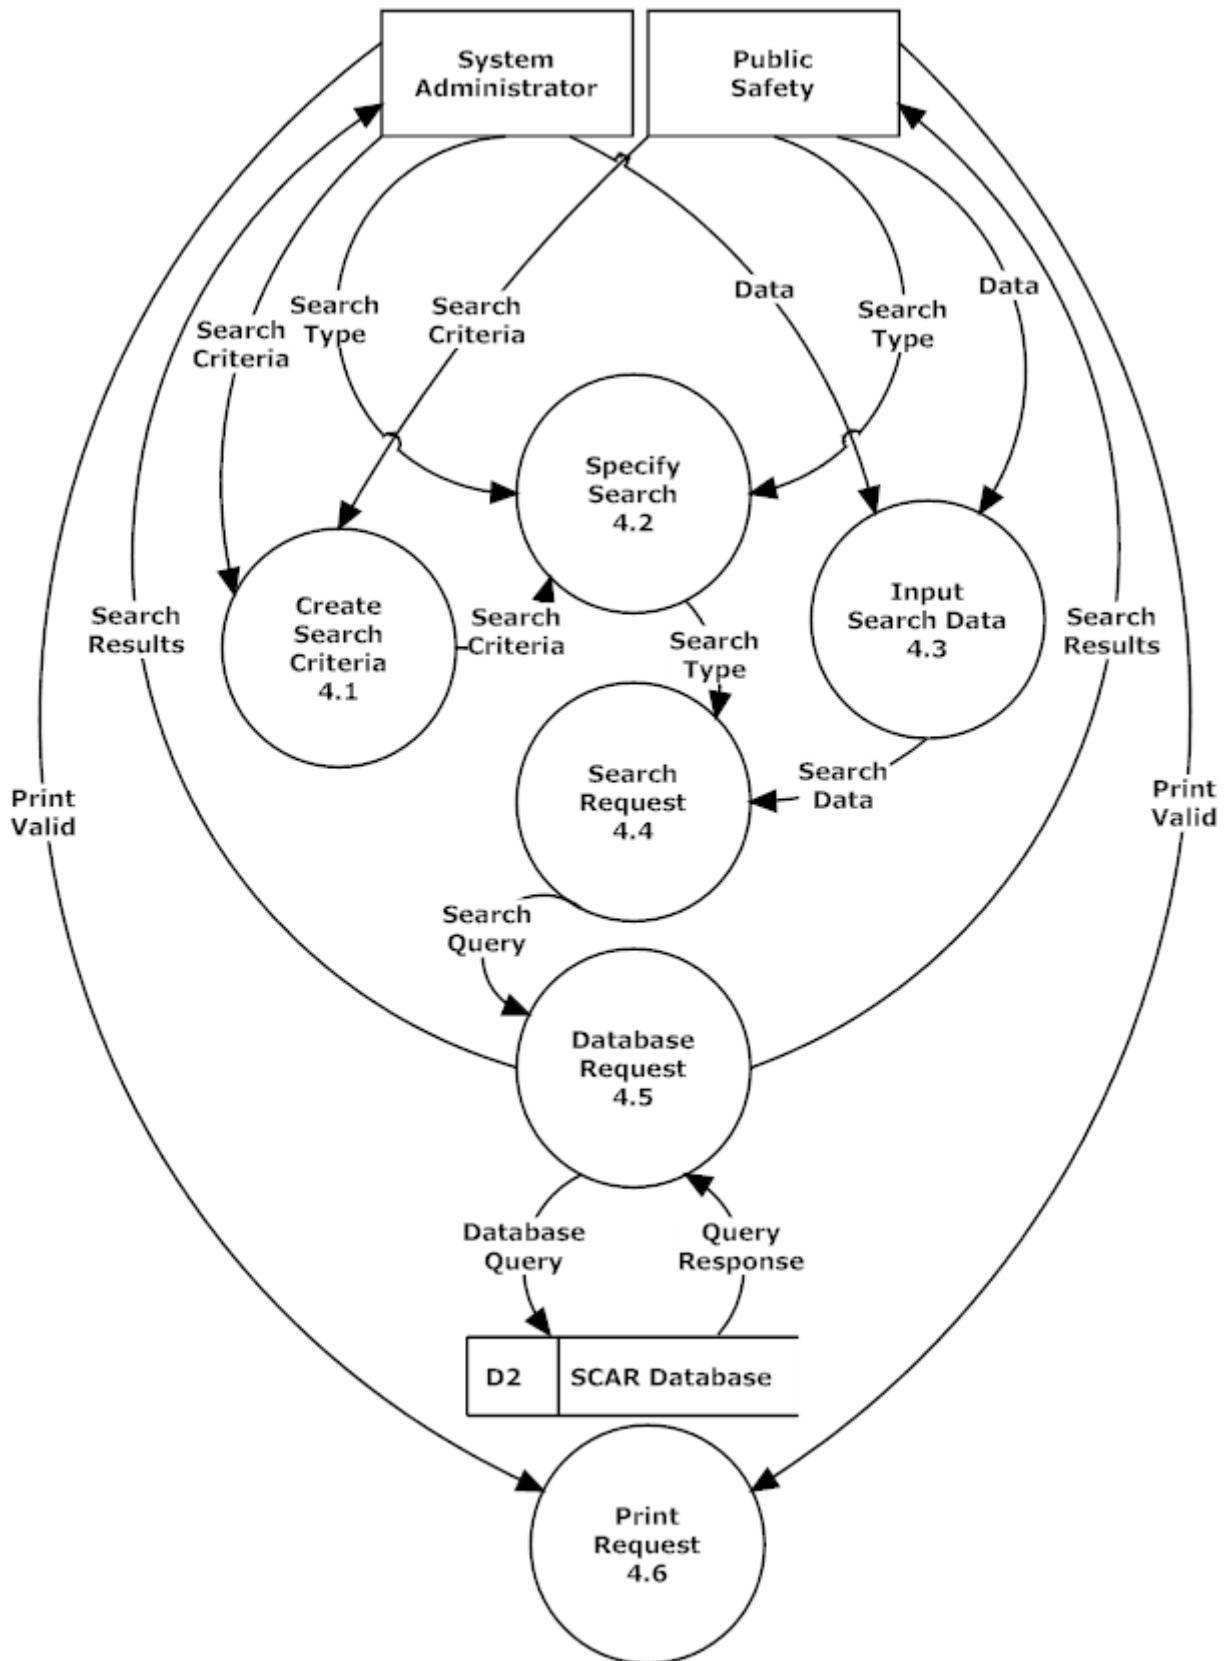 System
Administrator
Public
Safety
Search
Type
Search
Criteria
Search
Criteria
Data
Search
Type
Data
Specify
Search
4.2
Create
Search
Criteria
4.1
Search
Criteria
Search
Type
Input
Search Data
4.3
Search
Results
Search
Results
Print
Valid
Search
Request
4.4
Search
Data
Print
Valid
Search
Query
Database
Request
4.5
Database
Query
Query
Response
D2 SCAR Database
Print
Request
4.6